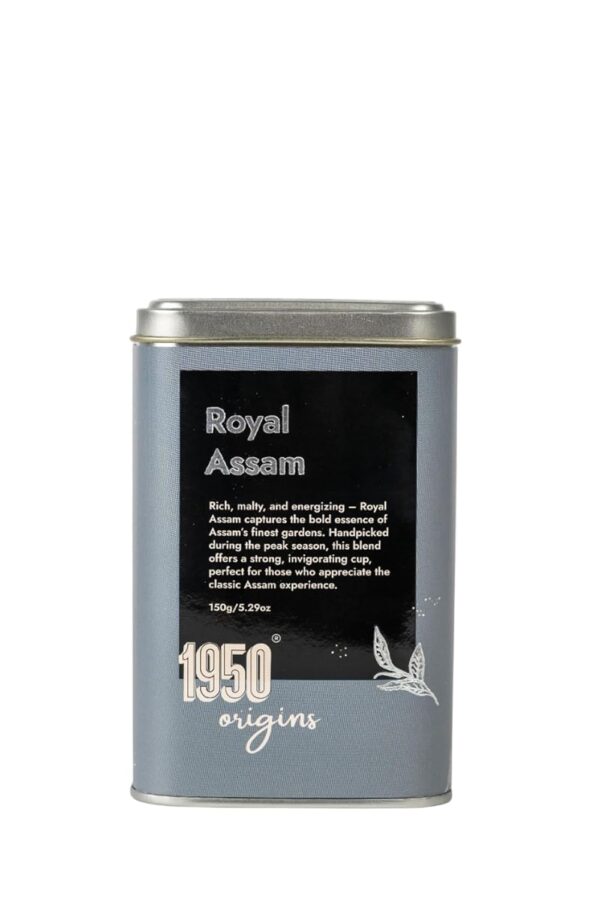 Royal
Assam
Rich, malty, and energizing – Royal
Assam captures the bold essence of
Assam's finest gardens. Handpicked
during the peak season, this blend
offers a strong, invigorating cup,
perfect for those who appreciate the
classic Assam experience.
150g/5.29oz
1950®
origins